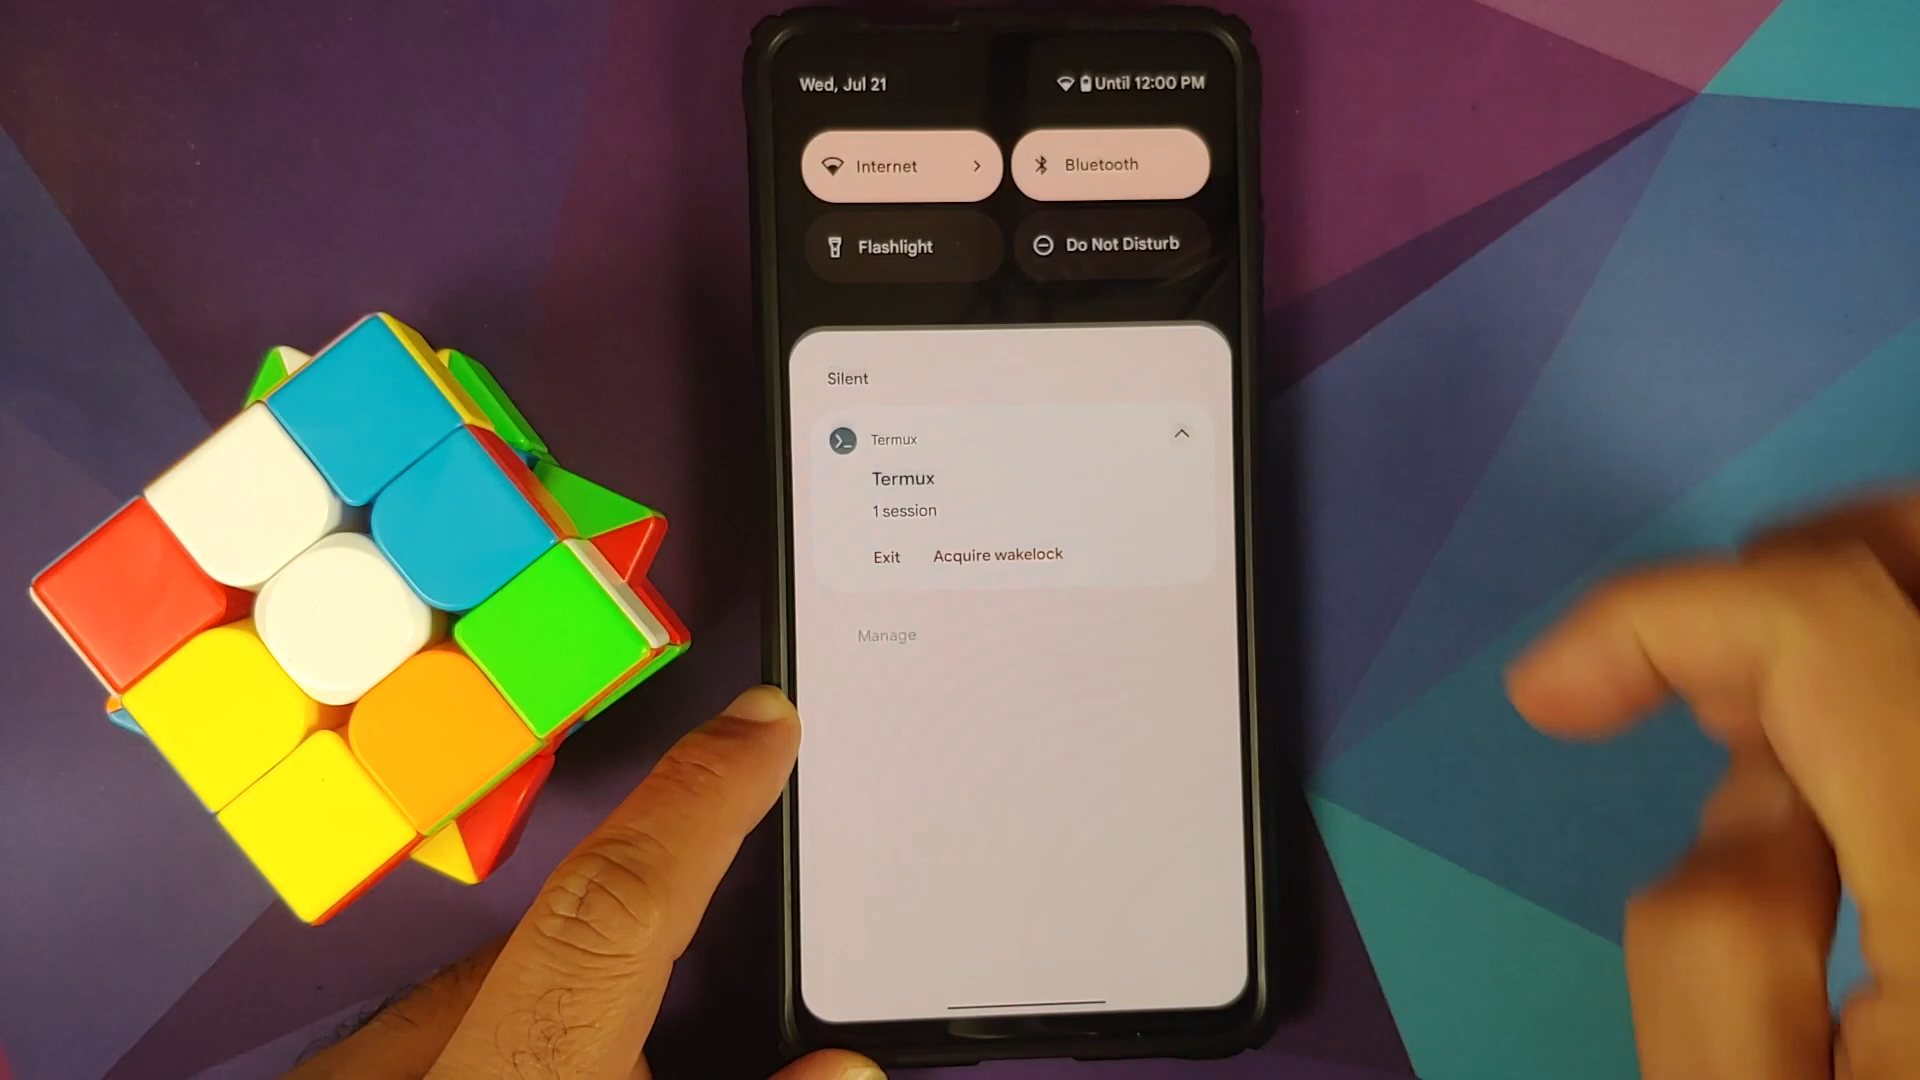 Wed, Jul 21
Until 12:00 PM
Internet
Bluetooth
Flashlight
Do Not Disturb
Silent
Termux
Termux
1 session
Exit Acquire wakelock
Manage